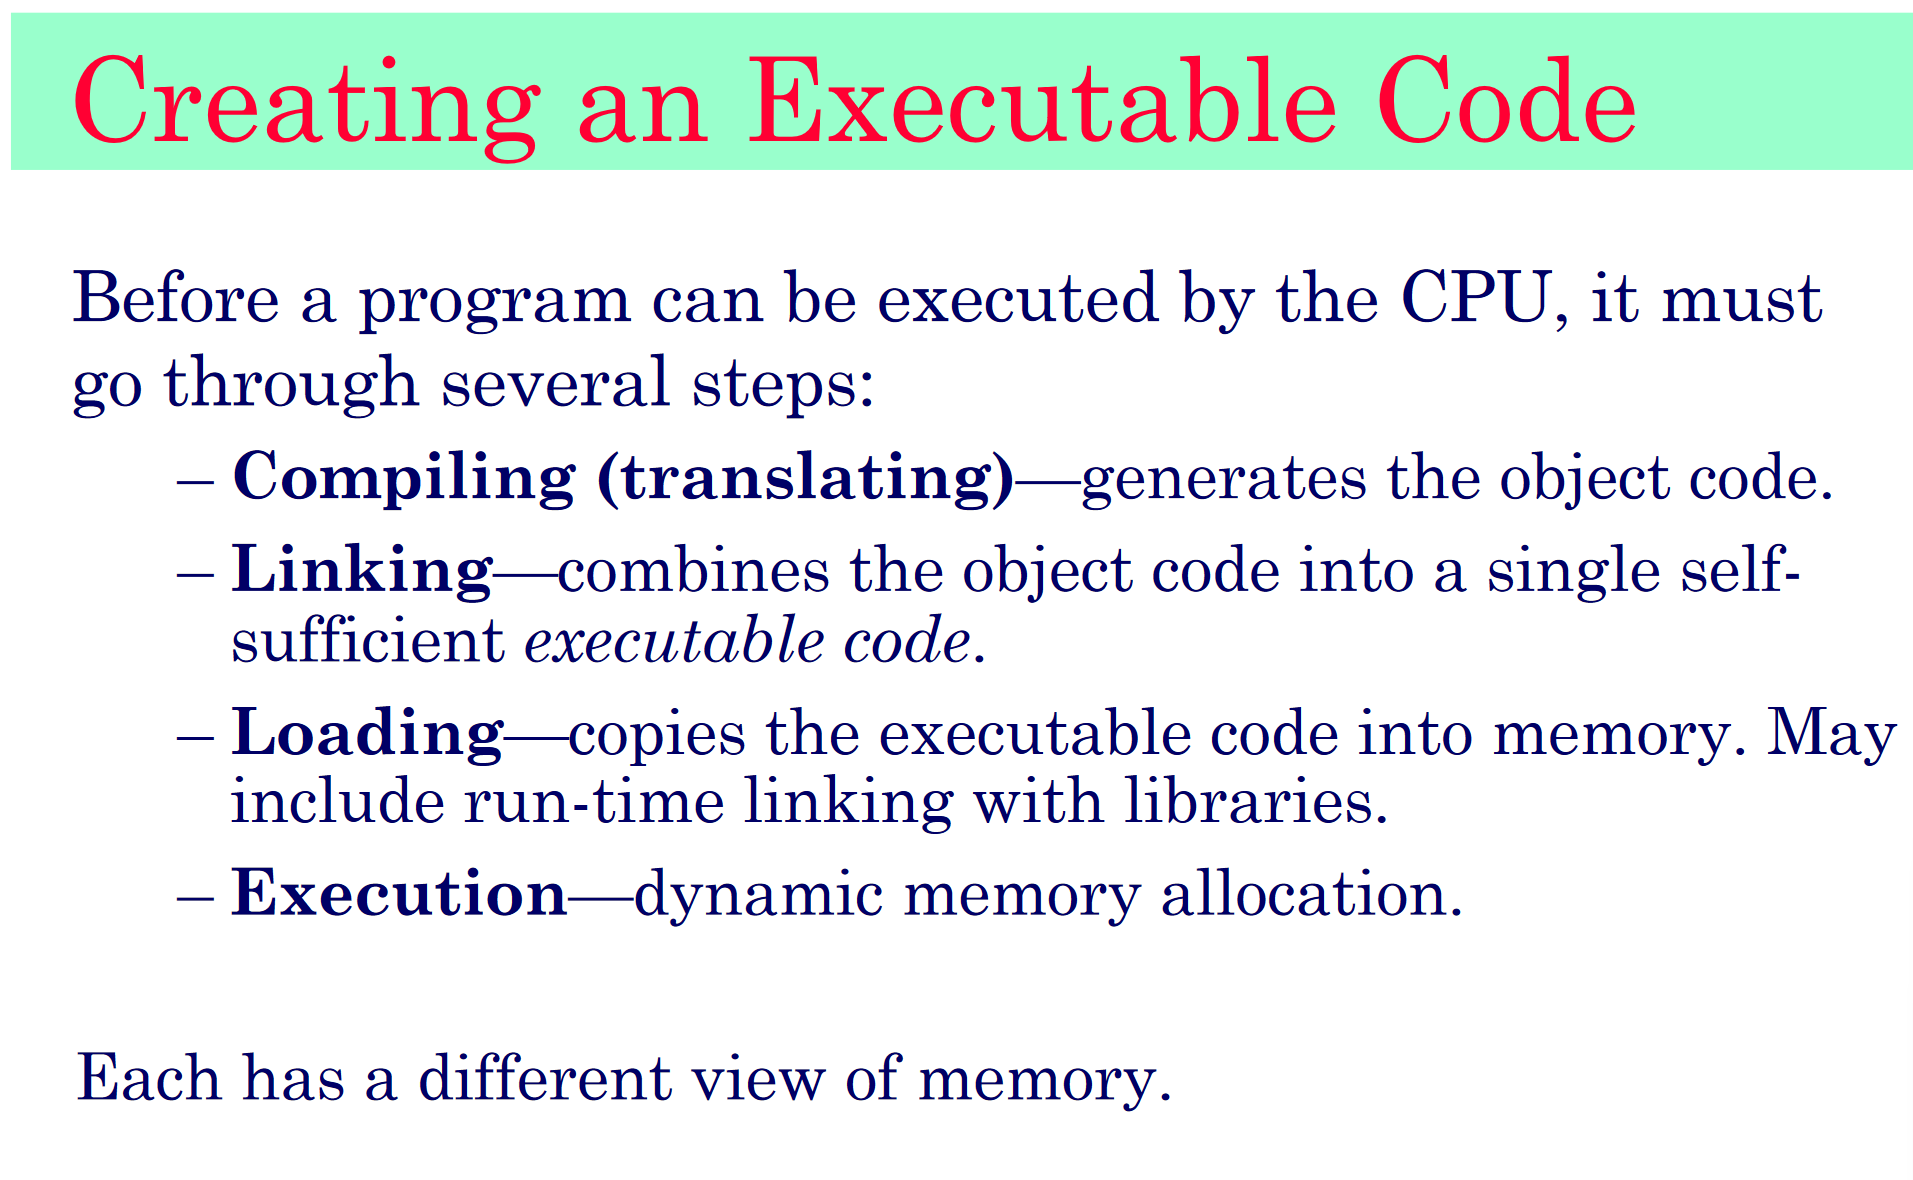 Creating an Executable Code
Before a program can be executed by the CPU, it must
go through several steps:
– Compiling (translating)—generates the object code.
– Linking—combines the object code into a single self-
sufficient executable code.
– Loading—copies the executable code into memory. May
include run-time linking with libraries.
– Execution—dynamic memory allocation.
Each has a different view of memory.